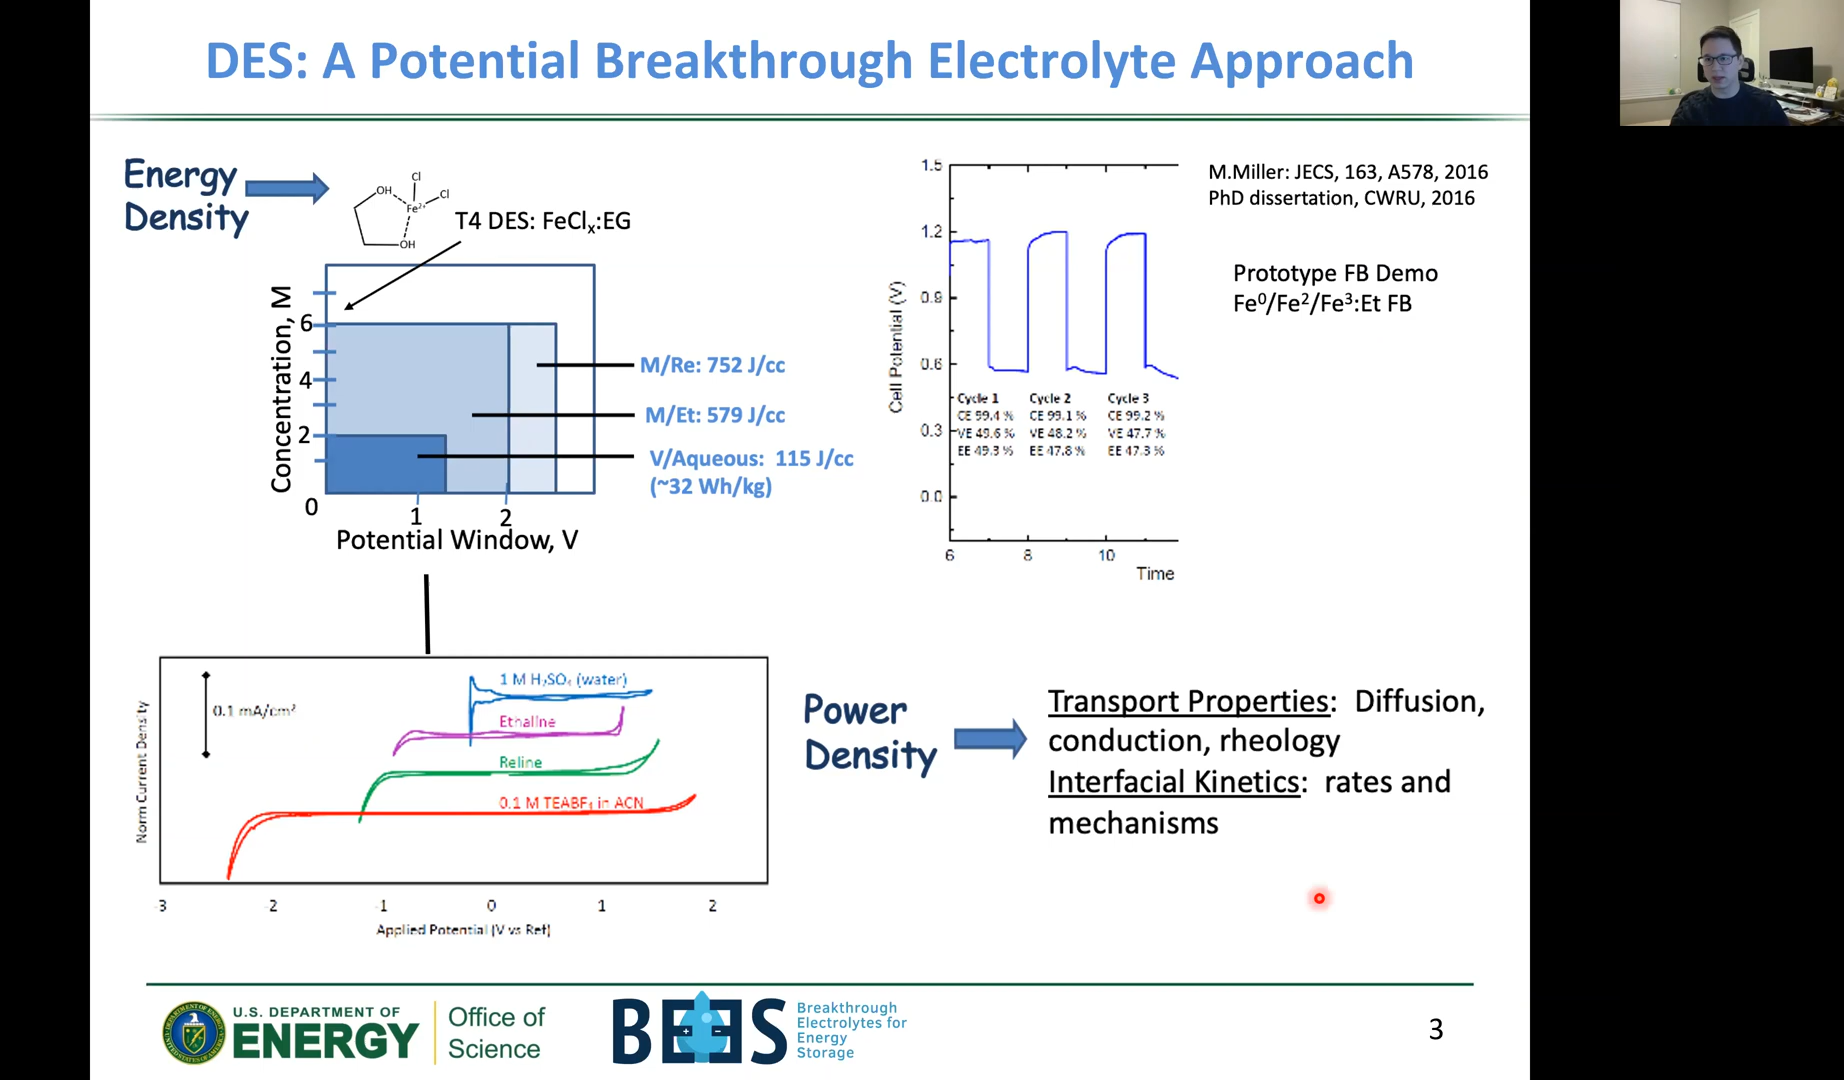 DES: A Potential Breakthrough Electrolyte Approach
Energy
Density
Cl
OH
Cl
Fe2+
OH
T4 DES: FeClx:EG
Concentration, M
6
4
2
0
1
2
Potential Window, V
M/Re: 752 J/cc
M/Et: 579 J/cc
V/Aqueous: 115 J/cc
(~32 Wh/kg)
1.5
1.2
0.9
0.6
0.3
0.0
Cell Potential (V)
Cycle 1 Cycle 2 Cycle 3
CE 99.4 % CE 99.1 % CE 99.2 %
VE 49.6 % VE 48.2 % VE 47.7 %
EE 49.3 % EE 47.8 % EE 47.3 %
6 8 10
Time
M.Miller: JECS, 163, A578, 2016
PhD dissertation, CWRU, 2016
Prototype FB Demo
Fe0/Fe2/Fe3:Et FB
Norm Current Density
0.1 mA/cm2
1 M H2SO4 (water)
Ethaline
Reline
0.1 M TEABF4 in ACN
3 2 1 0 1 2
Applied Potential (V vs Ref)
Power
Density
Transport Properties: Diffusion,
conduction, rheology
Interfacial Kinetics: rates and
mechanisms
U.S. DEPARTMENT OF
ENERGY
Office of
Science
BEES
Breakthrough
Electrolytes for
Energy
Storage
3